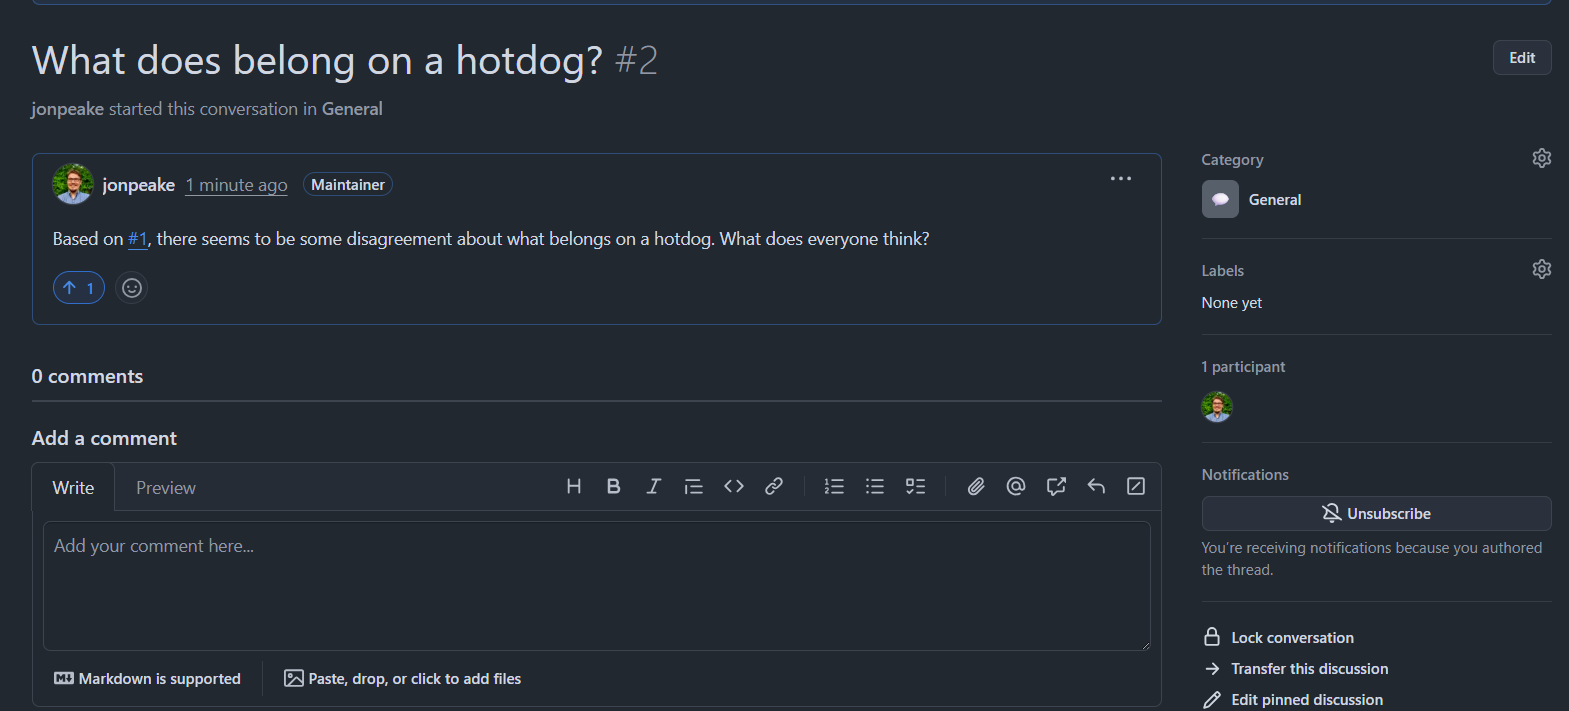 What does belong on a hotdog? #2
Edit
jonpeake started this conversation in General
jonpeake 1 minute ago Maintainer
Based on #1, there seems to be some disagreement about what belongs on a hotdog. What does everyone think?
1
0 comments
Add a comment
Write Preview
Add your comment here...
Markdown is supported
Paste, drop, or click to add files
Category
General
Labels
None yet
1 participant
Notifications
Unsubscribe
You're receiving notifications because you authored
the thread.
Lock conversation
Transfer this discussion
Edit pinned discussion